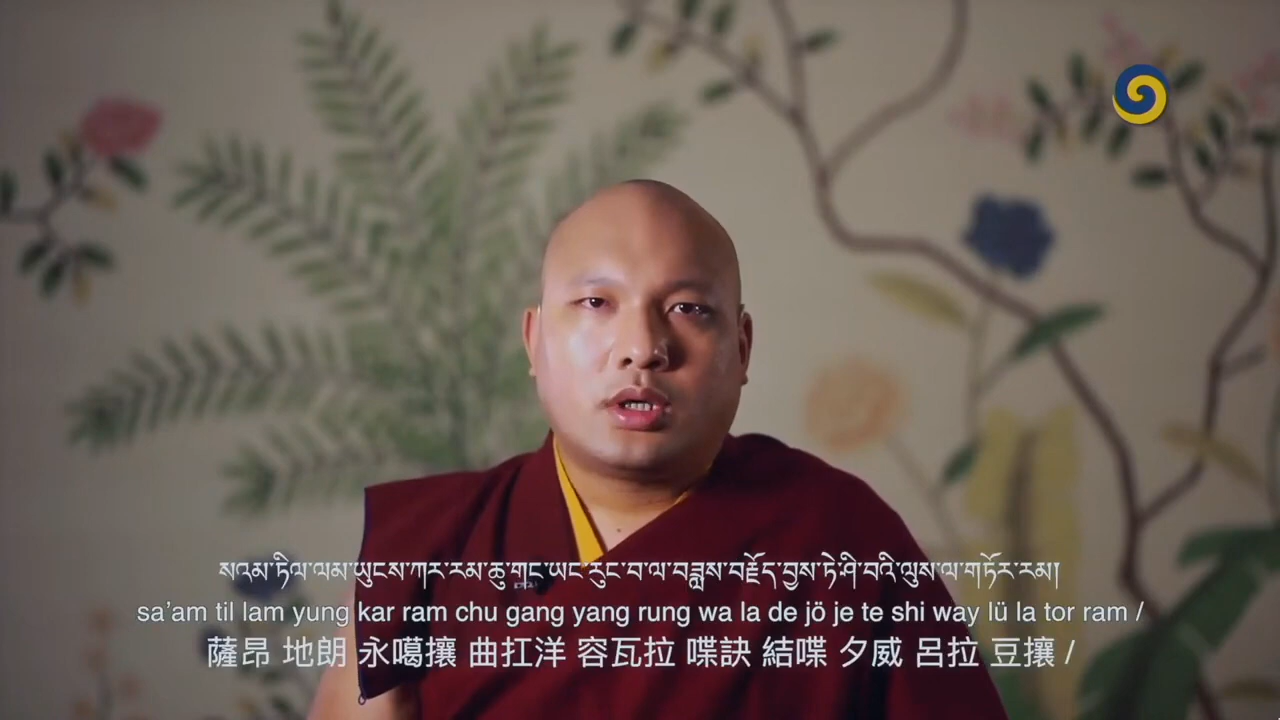 སའམ་ཏིལ་ལམ་ཡུངས་ཀར་རམ་ཆུ་གང་ཡང་རུང་བ་ལ་བཟླས་བརྗོད་བྱས་ཏེ་ཤི་བའི་ལུས་ལ་གཏོར་རམ།
sa’am til lam yung kar ram chu gang yang rung wa la de jö je te shi way lü la tor ram /
薩昂 地朗 永噶攘 曲扛洋 容瓦拉 喋訣 結喋 夕威 呂拉 豆攘 /